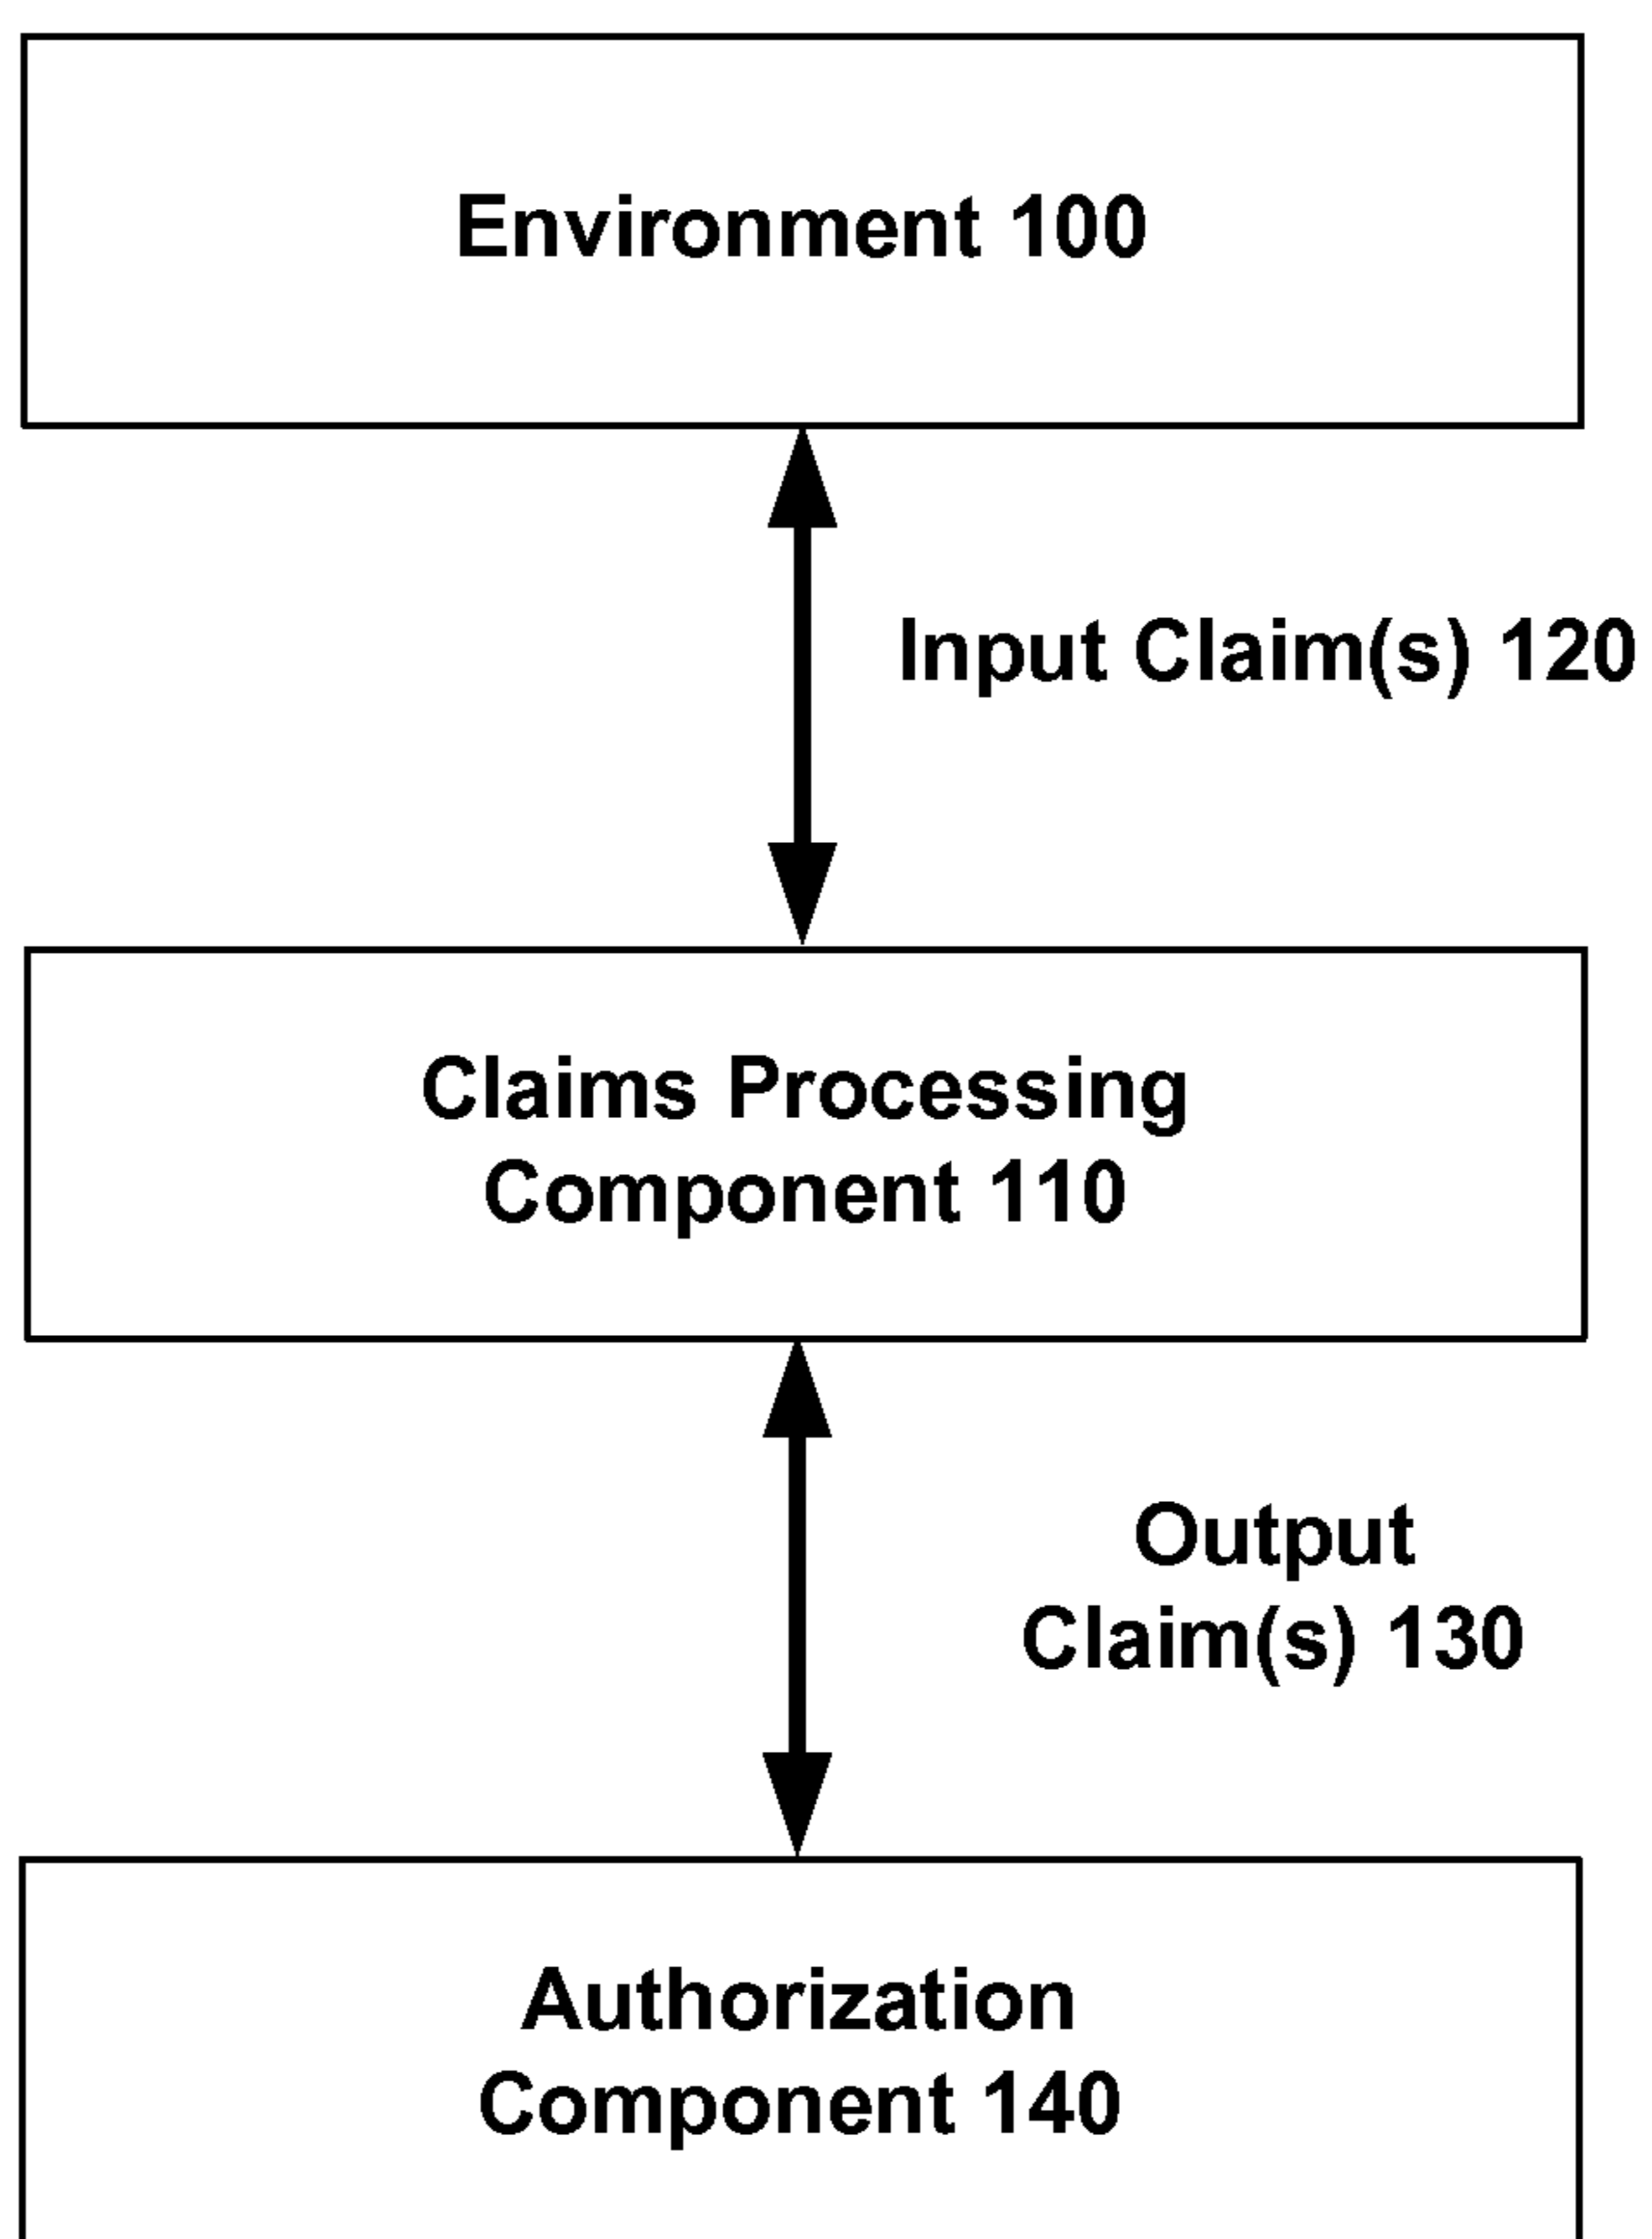 Environment 100
Input Claim(s) 120
Claims Processing
Component 110
Output
Claim(s) 130
Authorization
Component 140